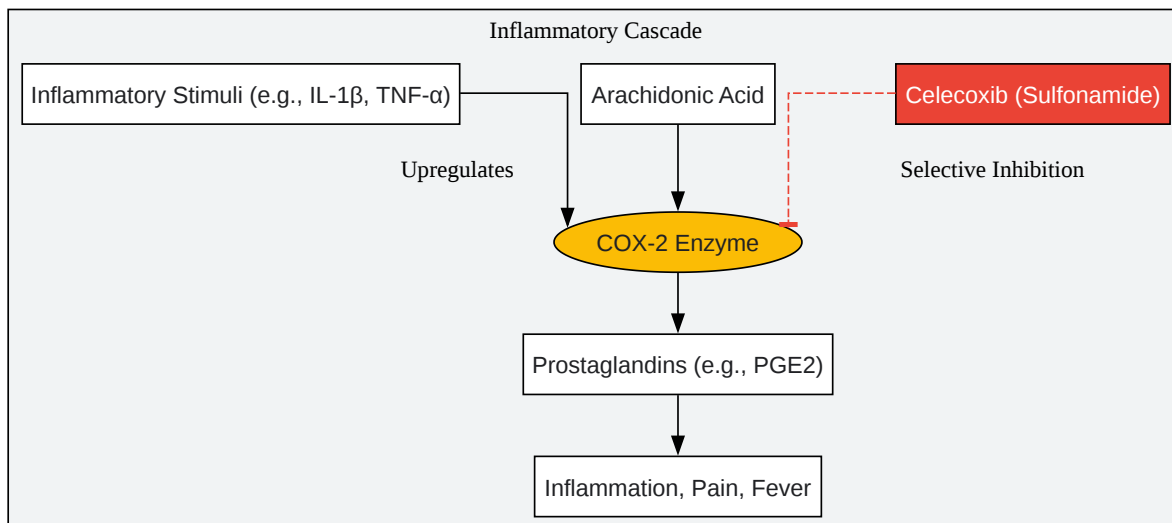 Inflammatory Cascade
Inflammatory Stimuli (e.g., IL-1β, TNF-α)
Arachidonic Acid
Celecoxib (Sulfonamide)
Upregulates
Selective Inhibition
COX-2 Enzyme
Prostaglandins (e.g., PGE2)
Inflammation, Pain, Fever